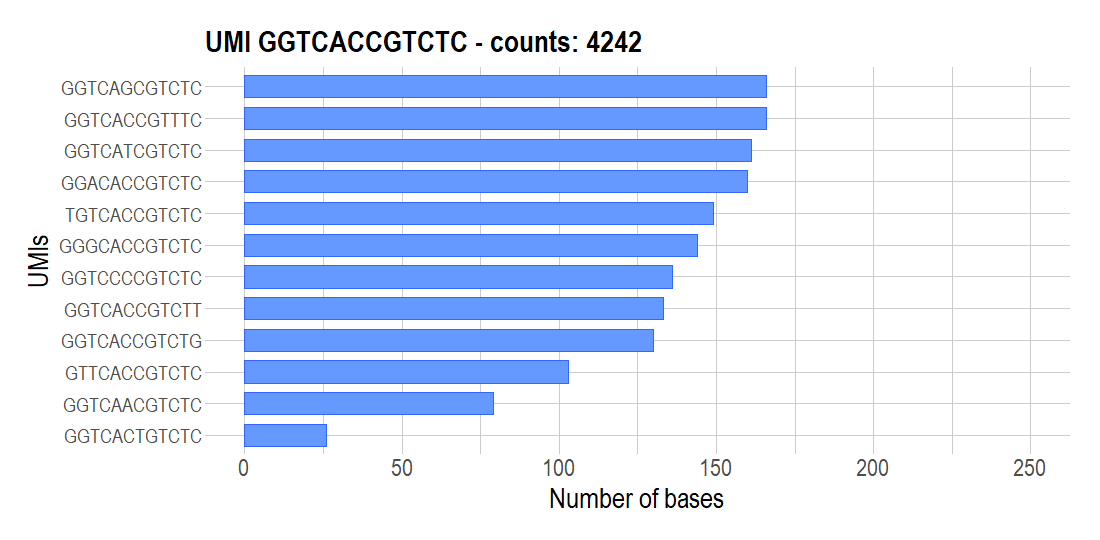 UMI GGTCACCGTCTC - counts: 4242
UMIs
GGTCAGCGTCTC
GGTCACCGTTTC
GGTCATCGTCTC
GGACACCGTCTC
TGTCACCGTCTC
GGGCACCGTCTC
GGTCCCCGTCTC
GGTCACCGTCTT
GGTCACCGTCTG
GTTCACCGTCTC
GGTCAACGTCTC
GGTCACTGTCTC
0 50 100 150 200 250
Number of bases